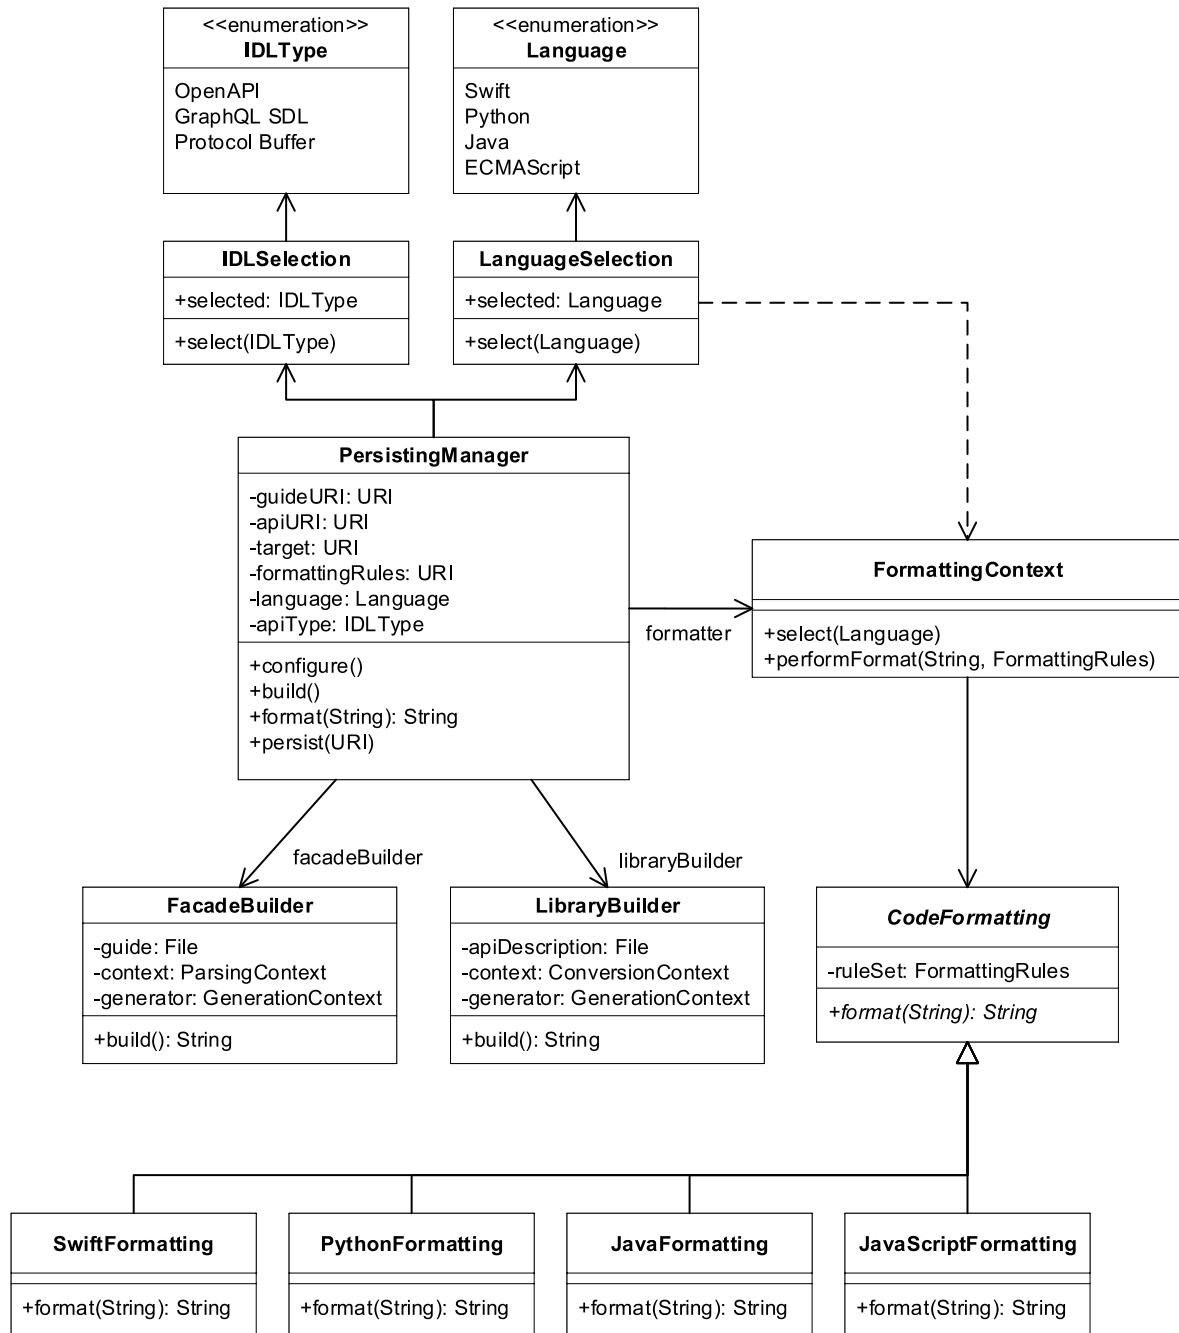 <<enumeration>>
IDLType
OpenAPI
GraphQL SDL
Protocol Buffer
<<enumeration>>
Language
Swift
Python
Java
ECMAScript
IDLSelection
+selected: IDLType
+select(IDLType)
LanguageSelection
+selected: Language
+select(Language)
PersistingManager
-guideURI: URI
-apiURI: URI
-target: URI
-formattingRules: URI
-language: Language
-apiType: IDLType
+configure()
+build()
+format(String): String
+persist(URI)
formatter
FormattingContext
+select(Language)
+performFormat(String, FormattingRules)
facadeBuilder
libraryBuilder
FacadeBuilder
-guide: File
-context: ParsingContext
-generator: GenerationContext
+build(): String
LibraryBuilder
-apiDescription: File
-context: ConversionContext
-generator: GenerationContext
+build(): String
CodeFormatting
-ruleSet: FormattingRules
+format(String): String
SwiftFormatting
+format(String): String
PythonFormatting
+format(String): String
JavaFormatting
+format(String): String
JavaScriptFormatting
+format(String): String